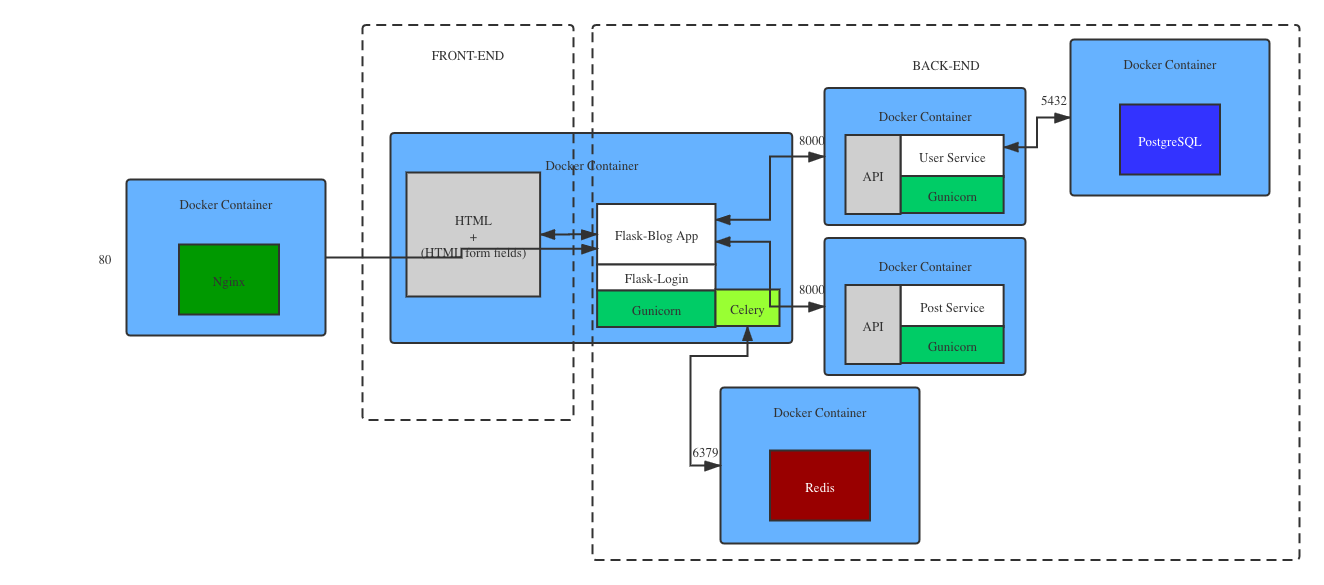 FRONT-END
BACK-END
Docker Container
80
Nginx
Docker Container
HTML
+
(HTML form fields)
Flask-Blog App
Flask-Login
Gunicorn
Celery
8000
Docker Container
API
User Service
Gunicorn
5432
Docker Container
PostgreSQL
8000
Docker Container
API
Post Service
Gunicorn
6379
Docker Container
Redis